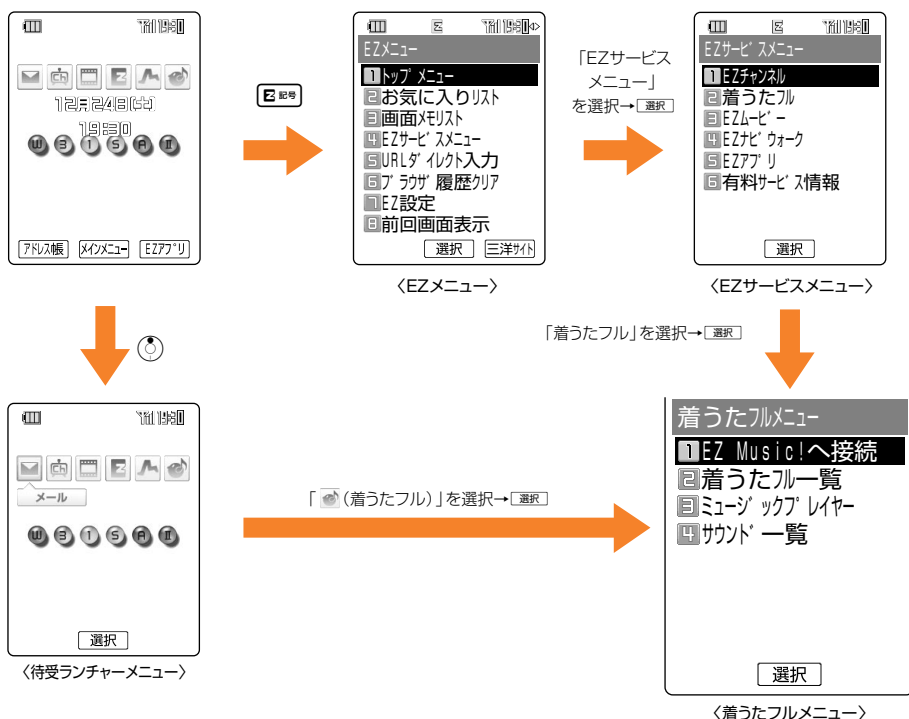 12月24日(土)
19:30
W 3 1 S A II
アドレス帳 メインメニュー EZアプリ
Z 記号
EZメニュー
1トップメニュー
2お気に入りリスト
3画面メモリスト
4EZサービスメニュー
5URLダイレクト入力
6ブラウザ履歴クリア
7EZ設定
8前回画面表示
選択 三洋サイト
〈EZメニュー〉
「EZサービス
メニュー」
を選択→選択
EZサービスメニュー
1EZチャンネル
2着うたフル
3EZムービー
4EZナビウォーク
5EZアプリ
6有料サービス情報
選択
〈EZサービスメニュー〉
「着うたフル」を選択→選択
メール
W 3 1 S A II
選択
〈待受ランチャーメニュー〉
「(着うたフル)」を選択→選択
着うたフルメニュー
1EZ Music!へ接続
2着うたフル一覧
3ミュージックプレイヤー
4サウンド一覧
選択
〈着うたフルメニュー〉